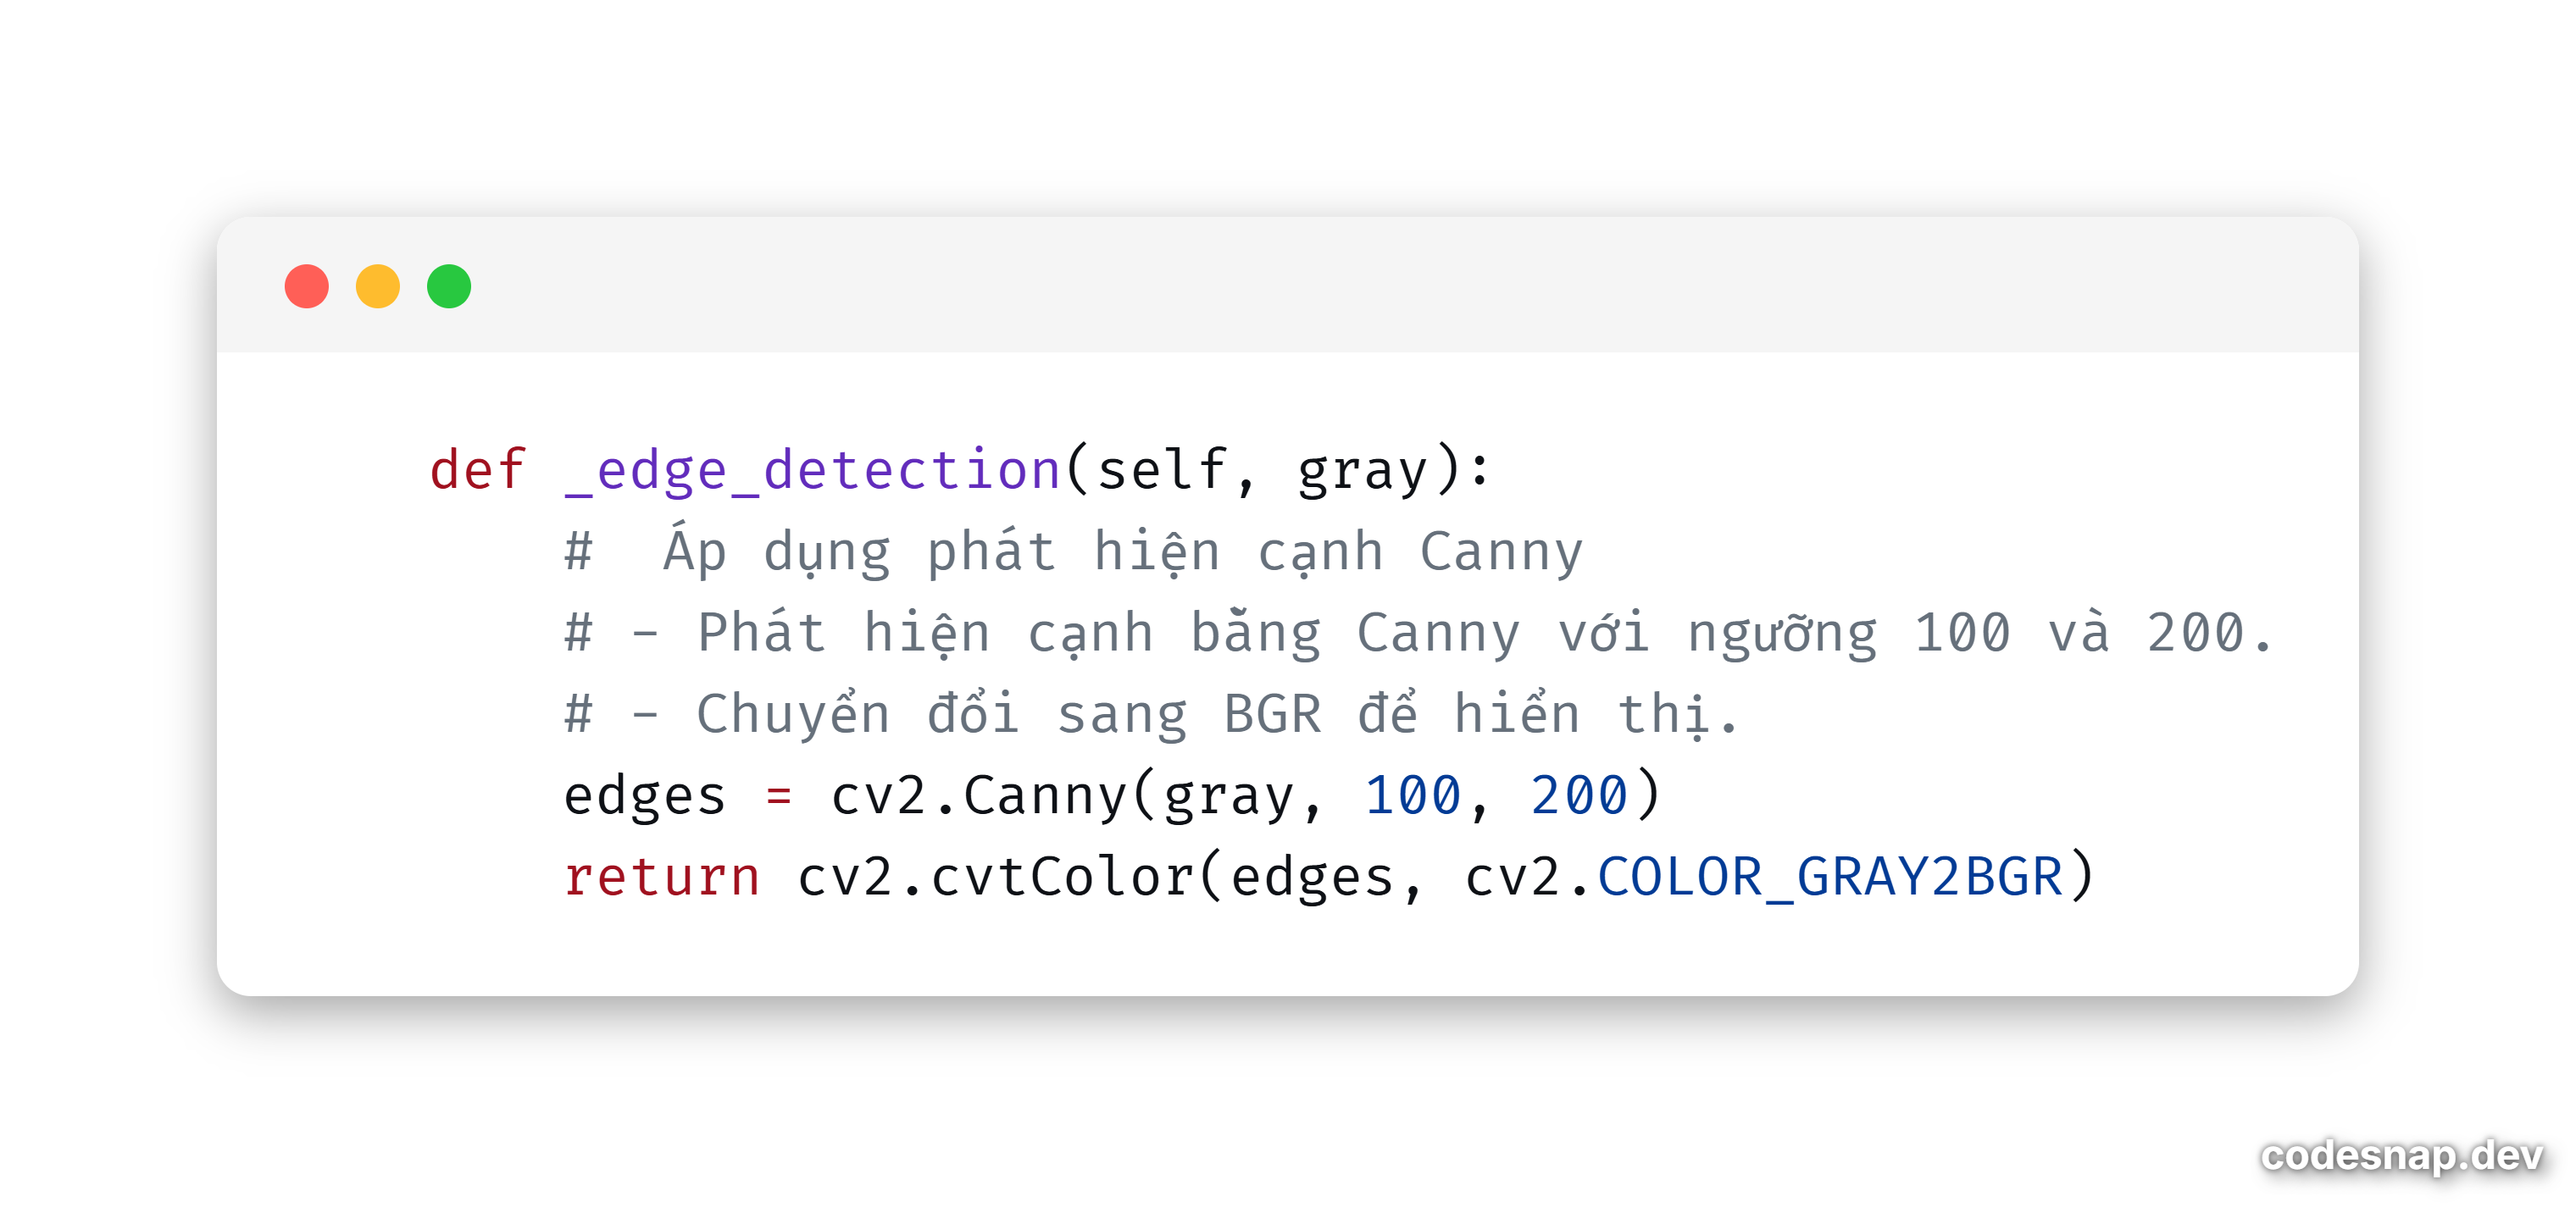 def _edge_detection(self, gray):
#  Áp dụng phát hiện cạnh Canny
# - Phát hiện cạnh bằng Canny với ngưỡng 100 và 200.
# - Chuyển đổi sang BGR để hiển thị.
edges = cv2.Canny(gray, 100, 200)
return cv2.cvtColor(edges, cv2.COLOR_GRAY2BGR)
codesnap.dev